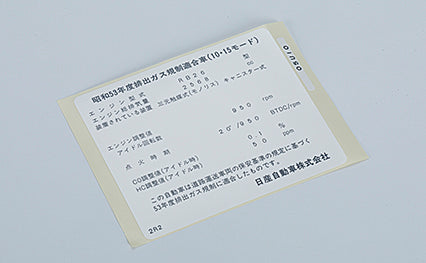 昭和53年度排出ガス規制適合車(10・15モード)
エンジン型式 RB26 型
エンジン総排気量 2568 cc
装置されている装置 三元触媒式(モノリス) キャニスター式
エンジン調整値
アイドル回転数 950 rpm
点火時期 20°/950 BTDC/rpm
CO調整値(アイドル時) 0.1 %
HC調整値(アイドル時) 50 ppm
この自動車は道路運送車両の保安基準の規定に基づく
53年度排出ガス規制に適合したものです。
日産自動車株式会社
2R2
05U10